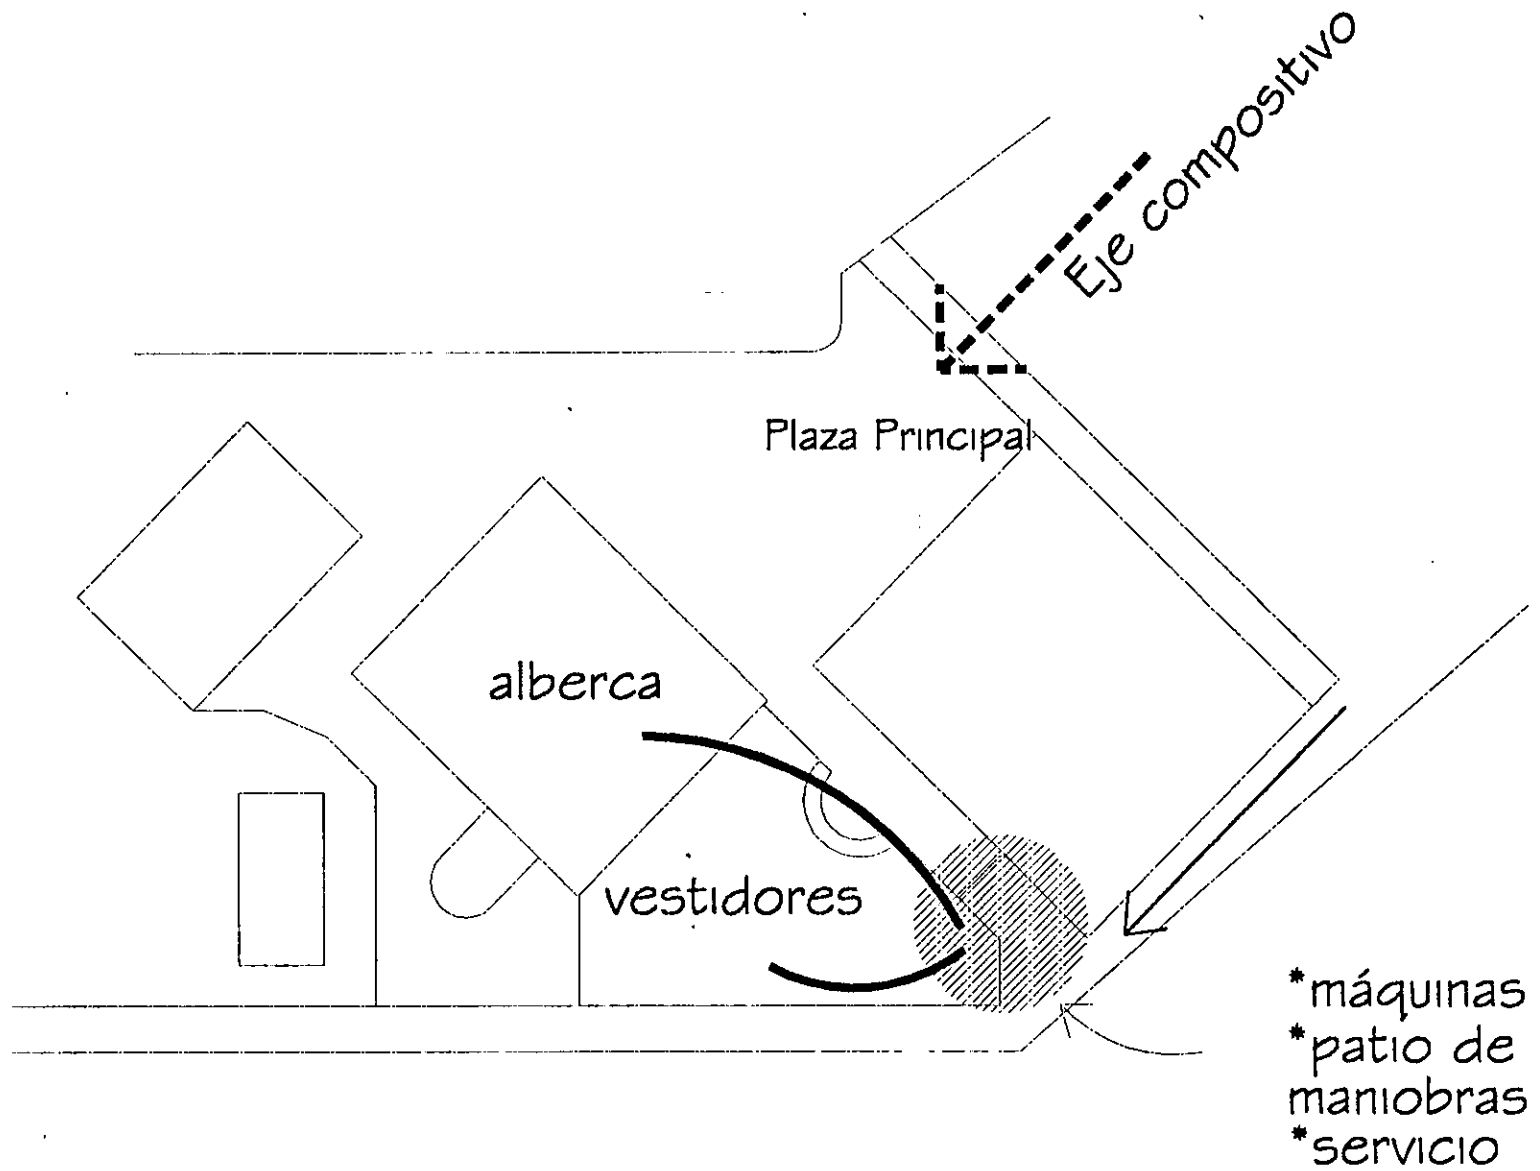 Eje compositivo
Plaza Principal
alberca
vestidores
*máquinas
*patio de
maniobras
*servicio